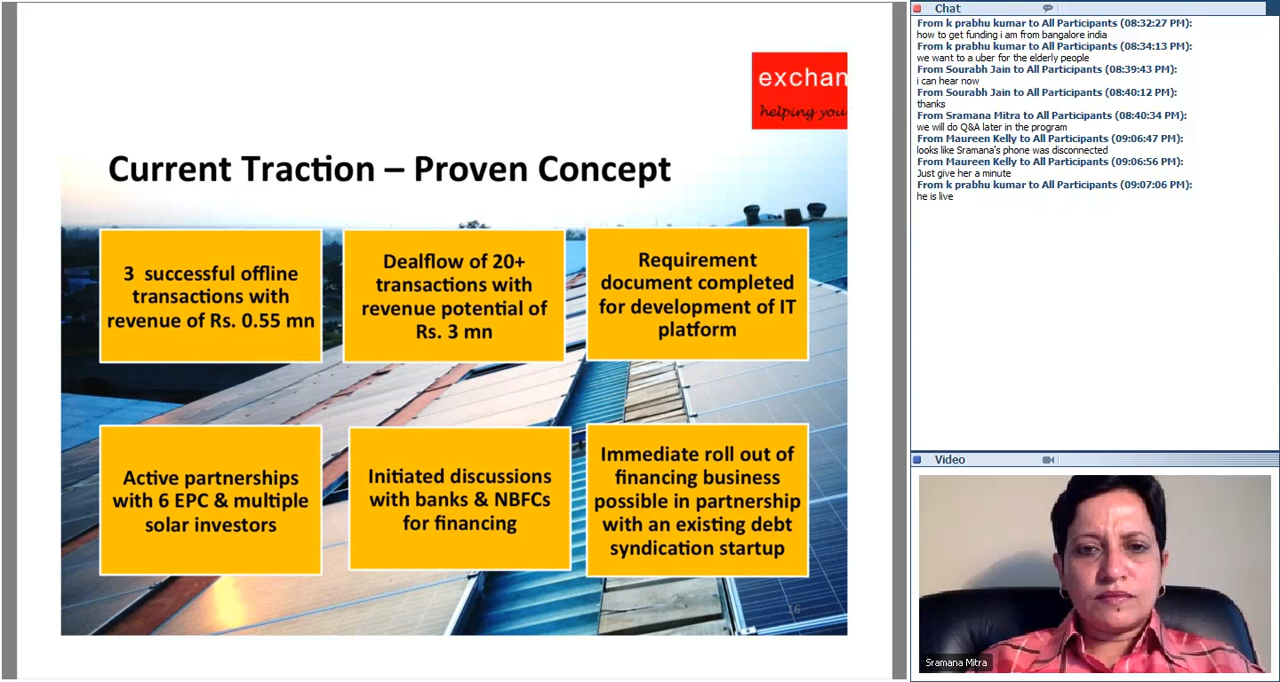 exchan
helping you
Current Traction – Proven Concept
3  successful offline
transactions with
revenue of Rs. 0.55 mn
Dealflow of 20+
transactions with
revenue potential of
Rs. 3 mn
Requirement
document completed
for development of IT
platform
Active partnerships
with 6 EPC & multiple
solar investors
Initiated discussions
with banks & NBFCs
for financing
Immediate roll out of
financing business
possible in partnership
with an existing debt
syndication startup
16
Chat
From k prabhu kumar to All Participants (08:32:27 PM):
how to get funding i am from bangalore india
From k prabhu kumar to All Participants (08:34:13 PM):
we want to a uber for the elderly people
From Sourabh Jain to All Participants (08:39:43 PM):
i can hear now
From Sourabh Jain to All Participants (08:40:12 PM):
thanks
From Sramana Mitra to All Participants (08:40:34 PM):
we will do Q&A later in the program
From Maureen Kelly to All Participants (09:06:47 PM):
looks like Sramana's phone was disconnected
From Maureen Kelly to All Participants (09:06:56 PM):
Just give her a minute
From k prabhu kumar to All Participants (09:07:06 PM):
he is live
Video
Sramana Mitra